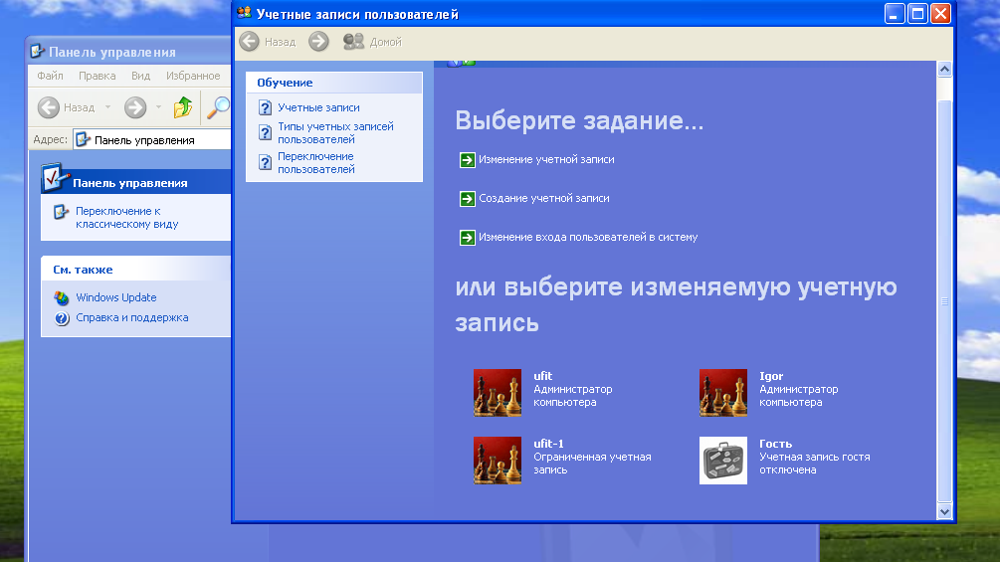 Учетные записи пользователей
Назад
Домой
Обучение
Учетные записи
Типы учетных записей
пользователей
Переключение
пользователей
Выберите задание...
Изменение учетной записи
Создание учетной записи
Изменение входа пользователей в систему
или выберите изменяемую учетную
запись
ufit
Администратор
компьютера
Igor
Администратор
компьютера
ufit-1
Ограниченная учетная
запись
Гость
Учетная запись гостя
отключена
Панель управления
Файл Правка Вид Избранное
Назад
Адрес: Панель управления
Панель управления
Переключение к
классическому виду
См. также
Windows Update
Справка и поддержка